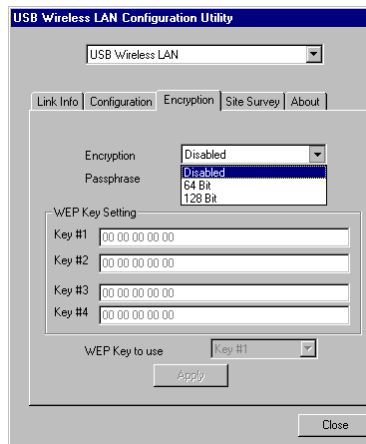 USB Wireless LAN Configuration Utility
USB Wireless LAN
Link Info Configuration Encryption Site Survey About
Encryption Disabled
Passphrase Disabled
64 Bit
128 Bit
WEP Key Setting
Key #1 00 00 00 00 00
Key #2 00 00 00 00 00
Key #3 00 00 00 00 00
Key #4 00 00 00 00 00
WEP Key to use Key #1
Apply
Close